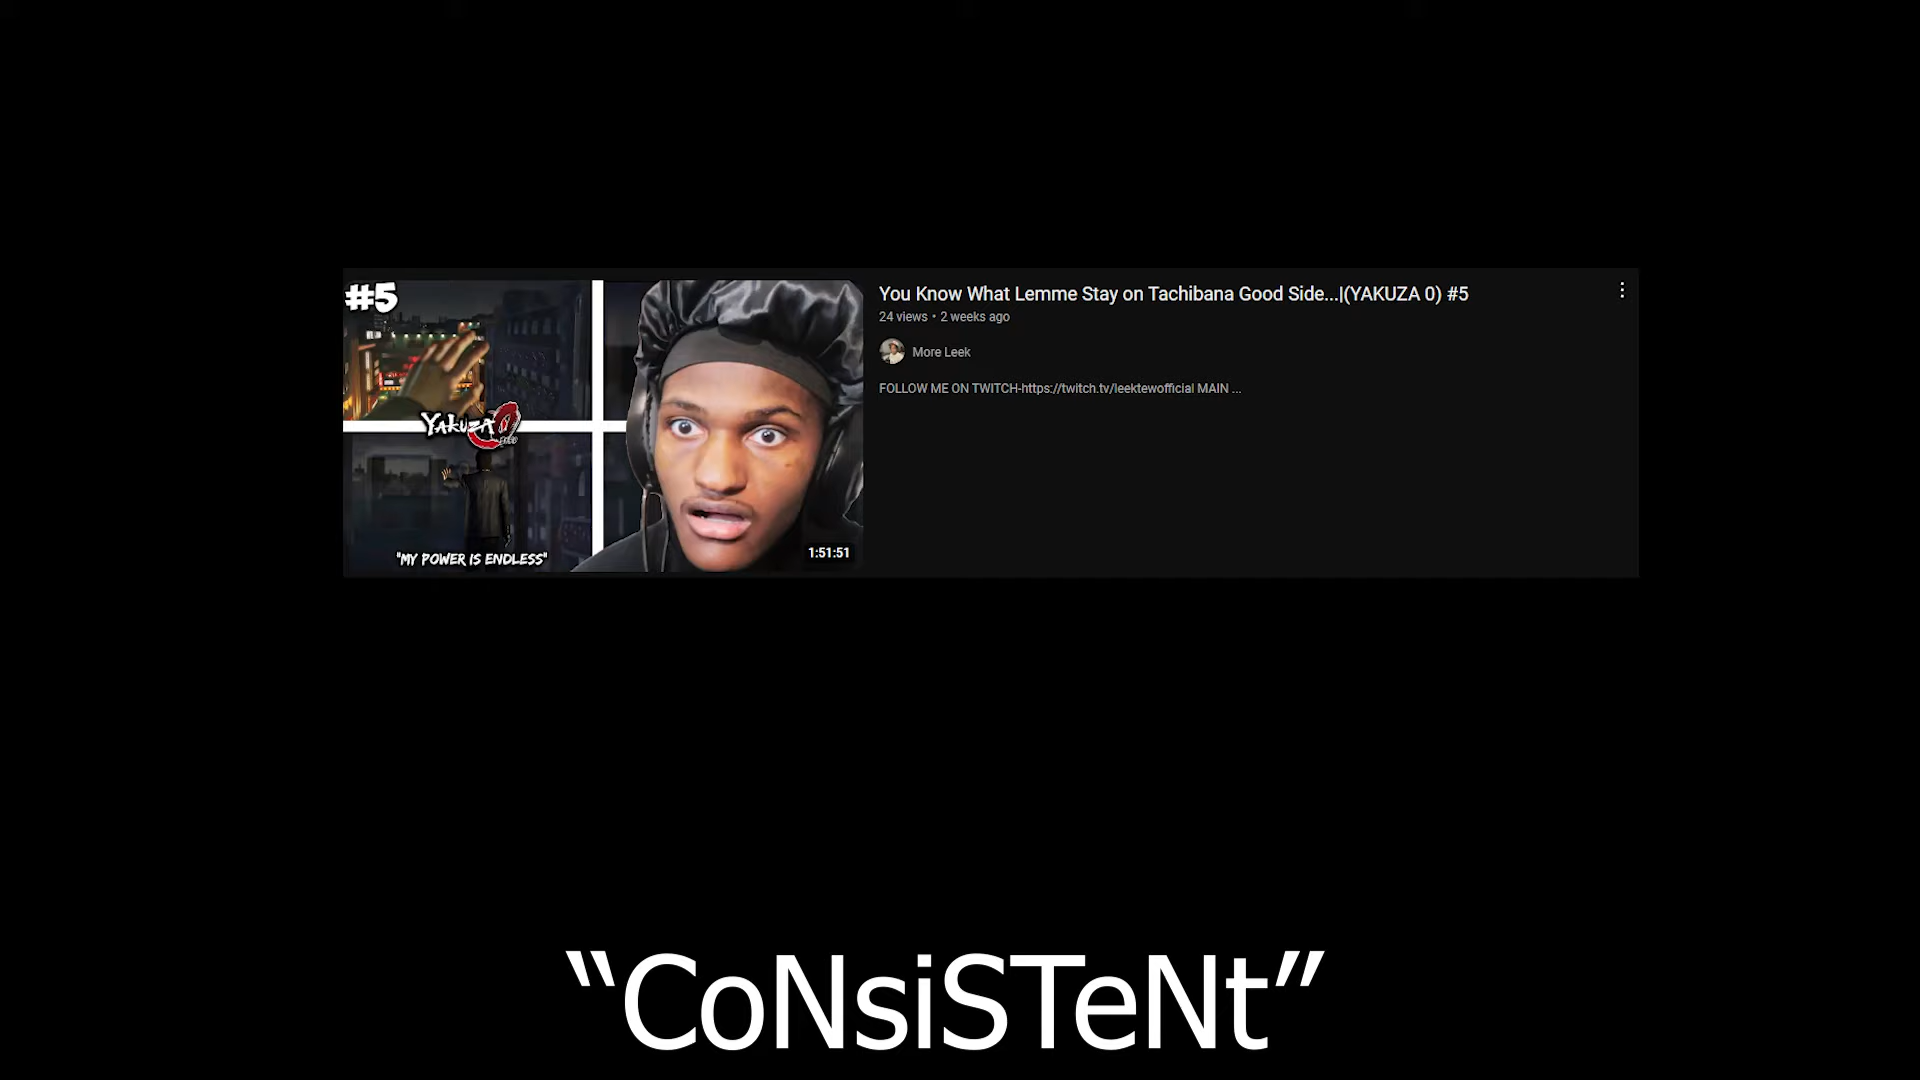 #5
YAKUZA 0
"MY POWER IS ENDLESS"
1:51:51
You Know What Lemme Stay on Tachibana Good Side...|(YAKUZA 0) #5
24 views • 2 weeks ago
More Leek
FOLLOW ME ON TWITCH-https://twitch.tv/leektewofficial MAIN ...
“CoNsiSTeNt”